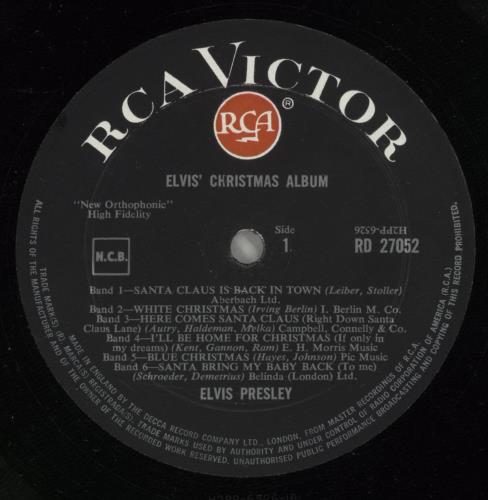 RCA VICTOR
RCA
®
ELVIS' CHRISTMAS ALBUM
"New Orthophonic"
High Fidelity
Side
1
H2PP-6526
RD 27052
N.C.B.
Band 1—SANTA CLAUS IS BACK IN TOWN (Leiber, Stoller)
Aberbach Ltd.
Band 2—WHITE CHRISTMAS (Irving Berlin) I. Berlin M. Co.
Band 3—HERE COMES SANTA CLAUS (Right Down Santa
Claus Lane) (Autry, Haldeman, Melka) Campbell, Connelly & Co.
Band 4—I'LL BE HOME FOR CHRISTMAS (If only in
my dreams) (Kent, Gannon, Ram) E. H. Morris Music
Band 5—BLUE CHRISTMAS (Hayes, Johnson) Pic Music
Band 6—SANTA BRING MY BABY BACK (To me)
(Schroeder, Demetrius) Belinda (London) Ltd.
ELVIS PRESLEY
ALL RIGHTS OF THE MANUFACTURER AND OF THE OWNER OF THE RECORDED WORK RESERVED. UNAUTHORISED PUBLIC PERFORMANCE BROADCASTING AND COPYING OF THIS RECORD PROHIBITED.
TRADE MARK(S) (R) MARCA(S) REGISTRADA(S) TRADE MARKS USED BY AUTHORITY AND UNDER CONTROL OF RADIO CORPORATION OF AMERICA (R.C.A.)
MADE IN ENGLAND BY THE DECCA RECORD COMPANY LTD., LONDON, FROM MASTER RECORDINGS OF R.C.A.